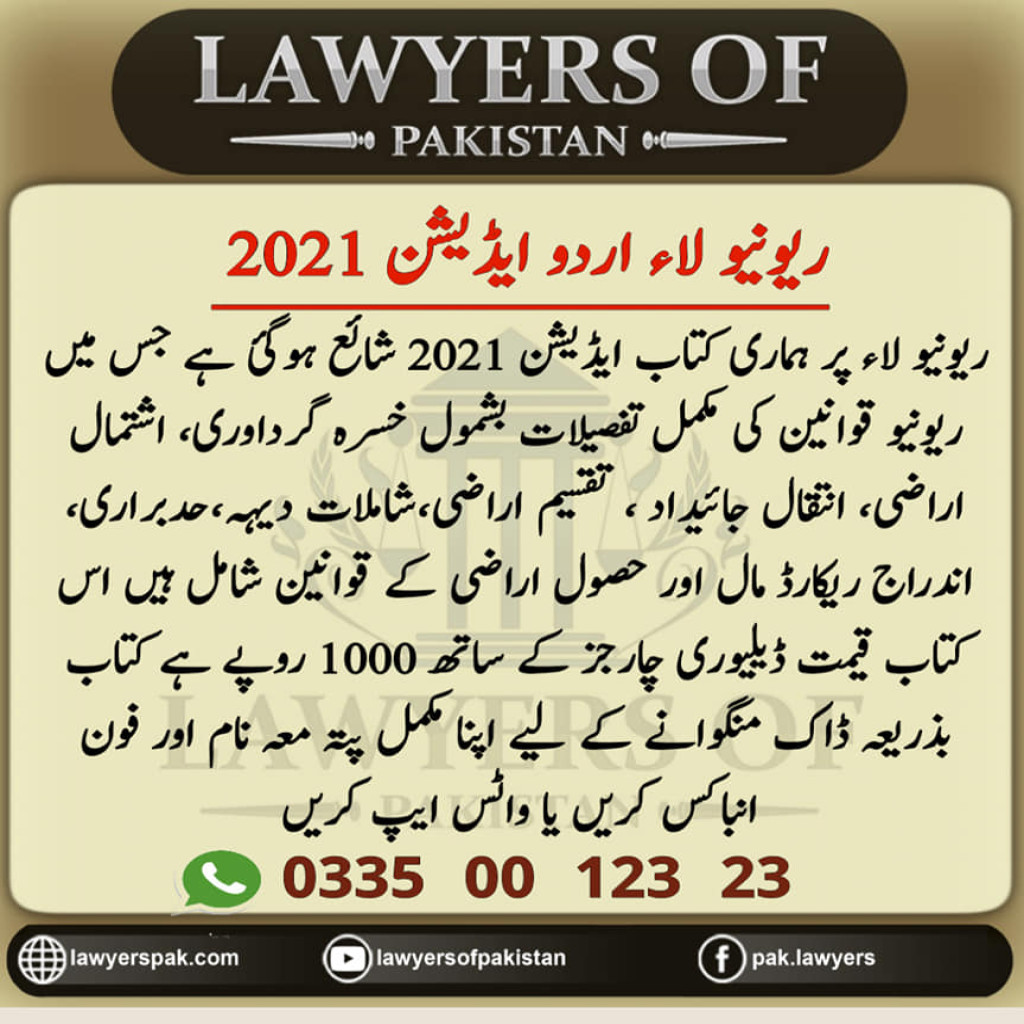 LAWYERS OF
PAKISTAN
ریونیو لاء اردو ایڈیشن 2021
ریونیو لاء پر ہماری کتاب ایڈیشن 2021 شائع ہوگئ ہے جس میں
ریونیو قوانین کی مکمل تفصیلات بشمول خسرہ گرداوری، اشتمال
اراضی، انتقال جائیداد ، تقسیم اراضی،شاملات دیہہ،حدبراری،
اندراج ریکارڈ مال اور حصول اراضی کے قوانین شامل ہیں اس
کتاب قیمت ڈیلیوری چارجز کے ساتھ 1000 روپے ہے کتاب
بذریعہ ڈاک منگوانے کے لیے اپنا مکمل پتہ معہ نام اور فون
انباکس کریں یا واٹس ایپ کریں
0335 00 123 23
LAWYERS OF
PAKISTAN
lawyerspak.com lawyersofpakistan pak.lawyers